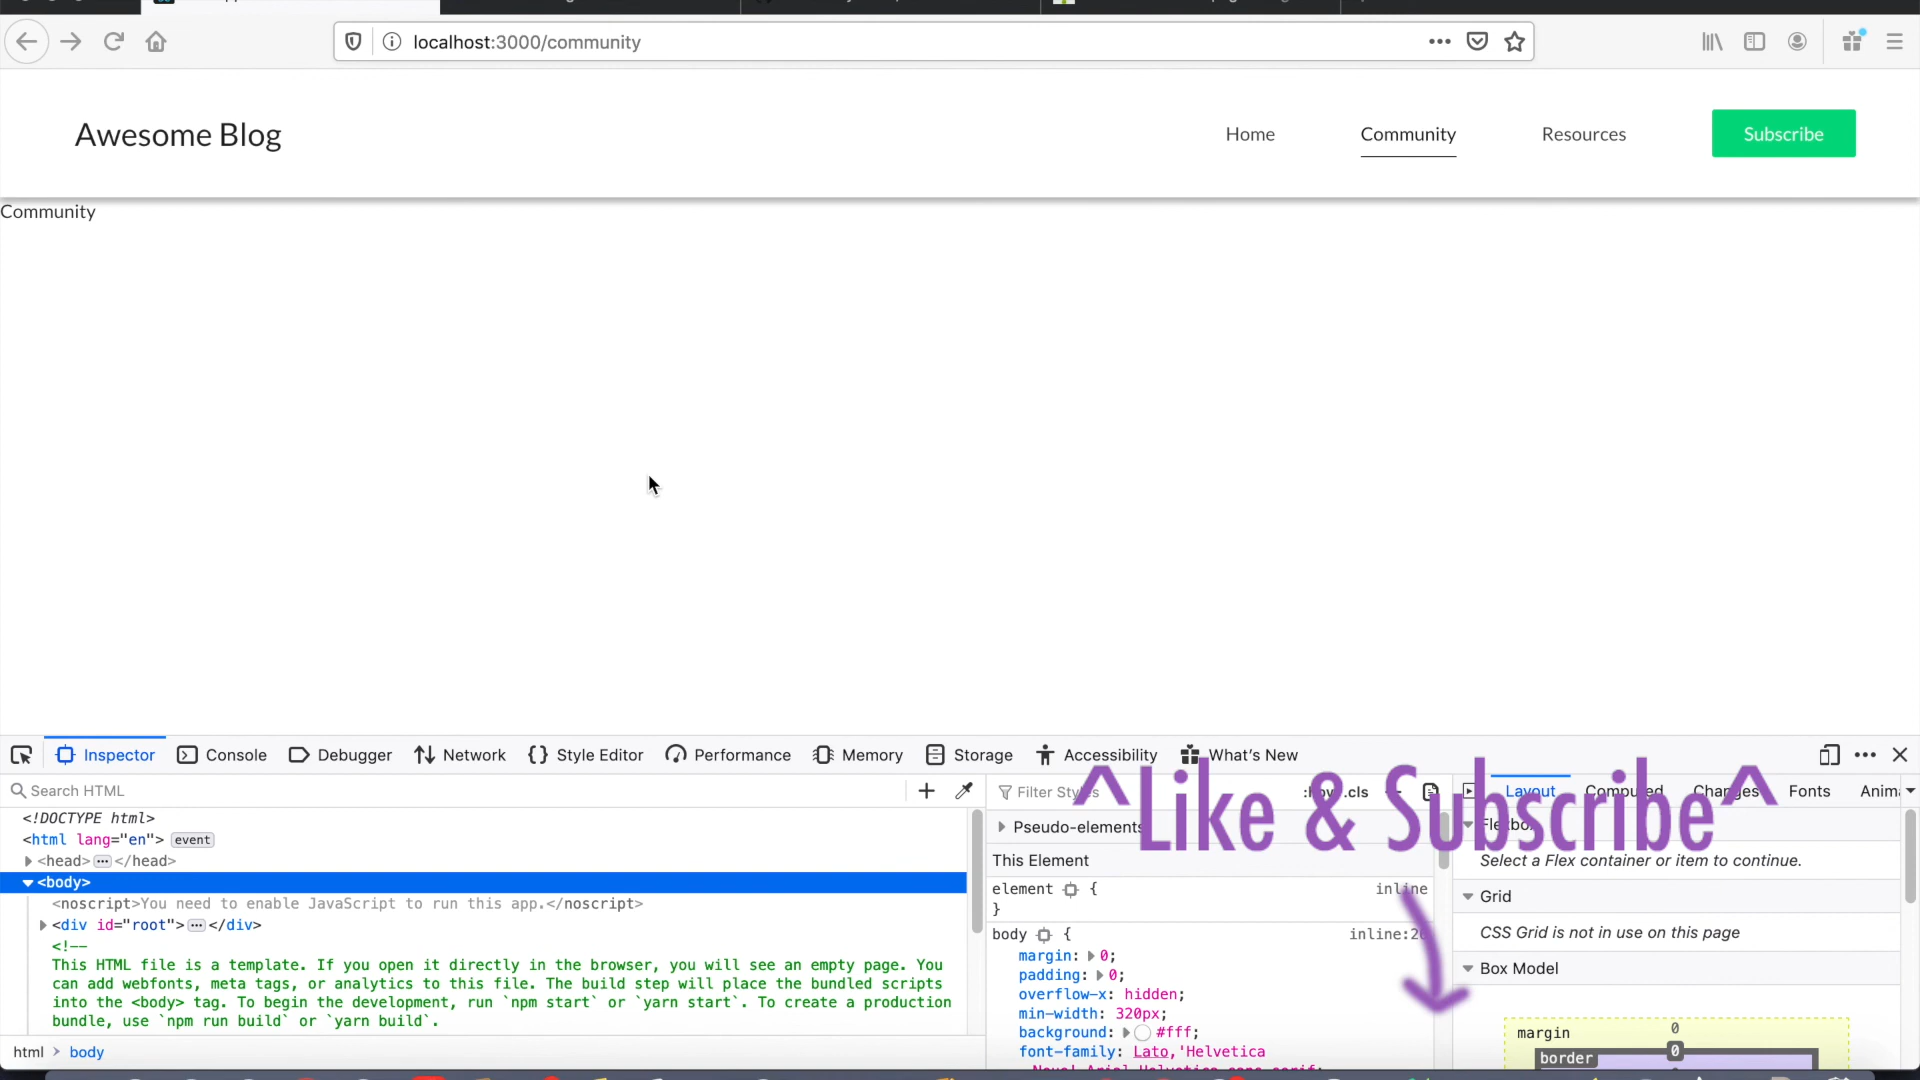 localhost:3000/community
Awesome Blog
Home
Community
Resources
Subscribe
Community
Inspector
Console
Debugger
Network
Style Editor
Performance
Memory
Storage
Accessibility
What's New
Search HTML
Filter Styles
:hov .cls
Layout
Computed
Changes
Fonts
^Like & Subscribe^
<!DOCTYPE html>
<html lang="en"> event
<head> </head>
<body>
<noscript>You need to enable JavaScript to run this app.</noscript>
<div id="root"> </div>
<!--
This HTML file is a template. If you open it directly in the browser, you will see an empty page. You
can add webfonts, meta tags, or analytics to this file. The build step will place the bundled scripts
into the <body> tag. To begin the development, run `npm start` or `yarn start`. To create a production
bundle, use `npm run build` or `yarn build`.
html > body
Pseudo-elements
This Element
element {
inline
}
body {
margin: 0;
padding: 0;
overflow-x: hidden;
min-width: 320px;
background: #fff;
font-family: Lato,'Helvetica
Flexbox
Select a Flex container or item to continue.
Grid
CSS Grid is not in use on this page
Box Model
margin
0
border
0